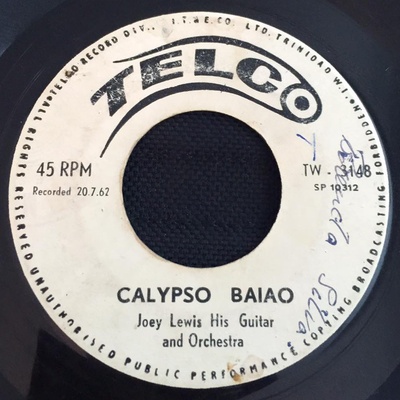 TELCO RECORD DIV., I.T.E.C. CO. LTD. TRINIDAD W.I. FORBIDDEN
ALL RIGHTS RESERVED UNAUTHORISED PUBLIC PERFORMANCE COPYING BROADCASTING
TELCO
45 RPM
Recorded 20.7.62
TW - 3148
SP 10312
CALYPSO BAIAO
Joey Lewis His Guitar
and Orchestra